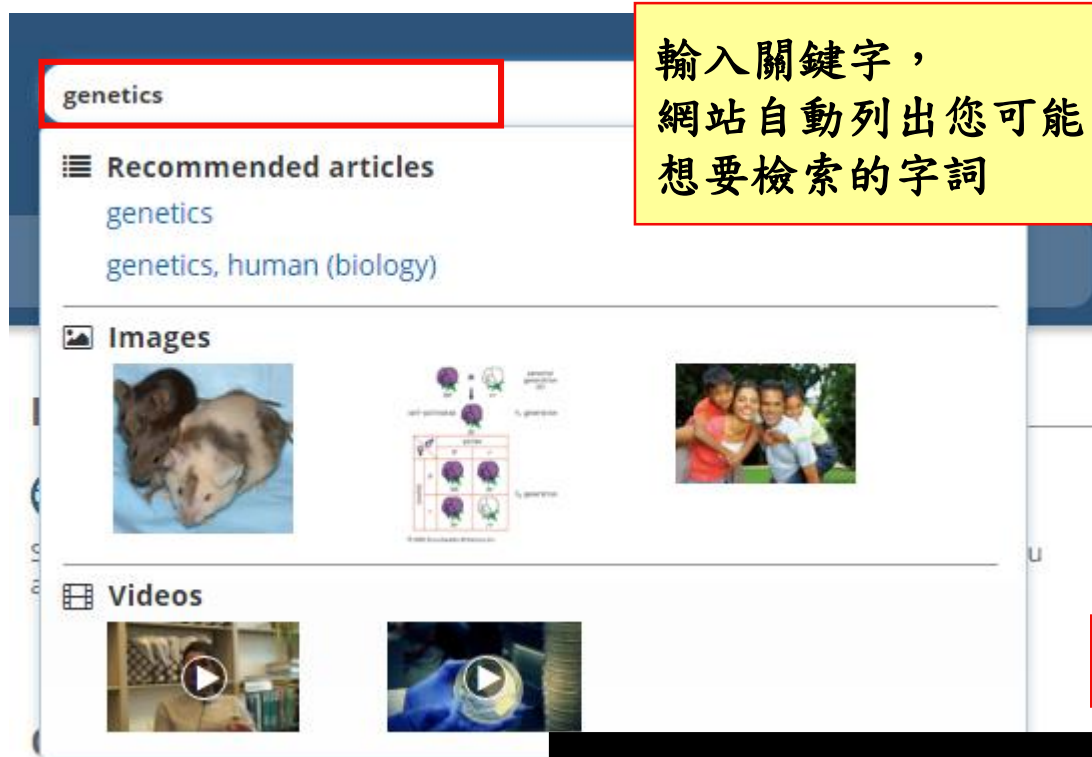 輸入關鍵字，
網站自動列出您可能
想要檢索的字詞
genetics
Recommended articles
genetics
genetics, human (biology)
Images
Videos